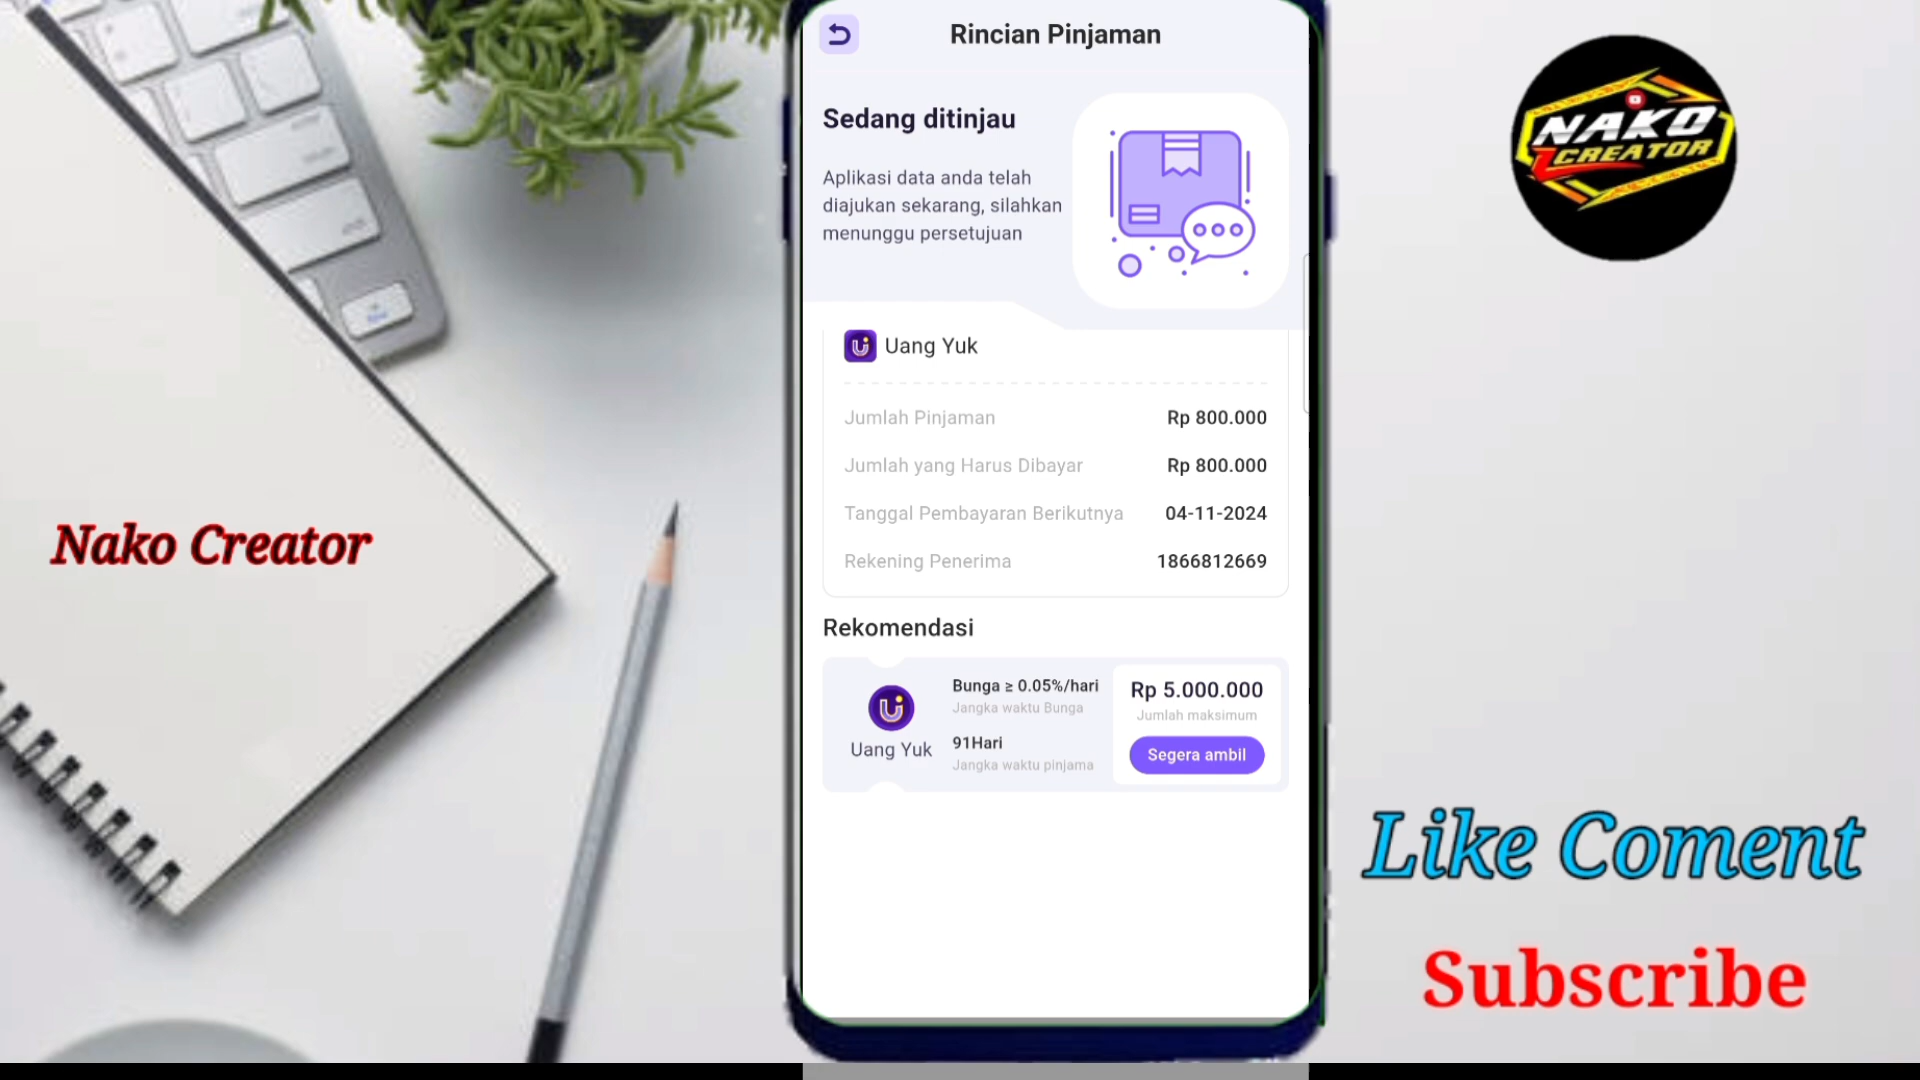 Rincian Pinjaman
Sedang ditinjau
Aplikasi data anda telah
diajukan sekarang, silahkan
menunggu persetujuan
Uang Yuk
Jumlah Pinjaman Rp 800.000
Jumlah yang Harus Dibayar Rp 800.000
Tanggal Pembayaran Berikutnya 04-11-2024
Rekening Penerima 1866812669
Rekomendasi
Uang Yuk
Bunga ≥ 0.05%/hari
Jangka waktu Bunga
91Hari
Jangka waktu pinjama
Rp 5.000.000
Jumlah maksimum
Segera ambil
Nako Creator
NAKO
CREATOR
Like Coment
Subscribe